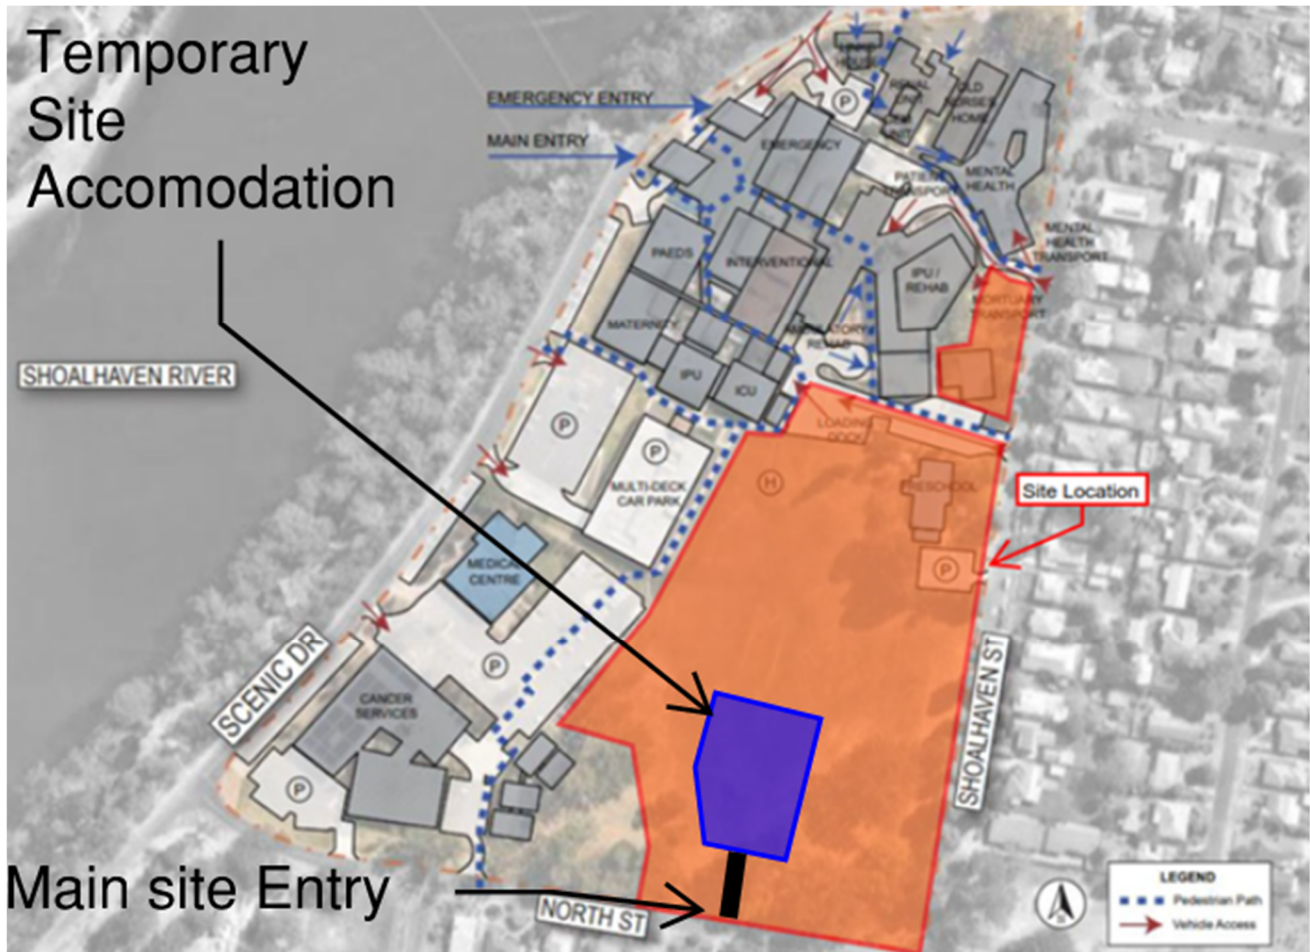 Temporary
Site
Accomodation
EMERGENCY ENTRY
MAIN ENTRY
P
RENAL
UNIT
OLD
NURSES
HOME
EMERGENCY
PATIENT
TRANSPORT
MENTAL
HEALTH
MENTAL
HEALTH
TRANSPORT
PAEDS
INTERVENTIONAL
IPU /
REHAB
MORTUARY
TRANSPORT
MATERNITY
AMBULATORY
REHAB
SHOALHAVEN RIVER
IPU
ICU
LOADING
DOCK
P
P
MULTI-DECK
CAR PARK
H
PRESCHOOL
Site Location
P
MEDICAL
CENTRE
P
SCENIC DR
CANCER
SERVICES
SHOALHAVEN ST
P
Main site Entry
NORTH ST
LEGEND
Pedestrian Path
Vehicle Access